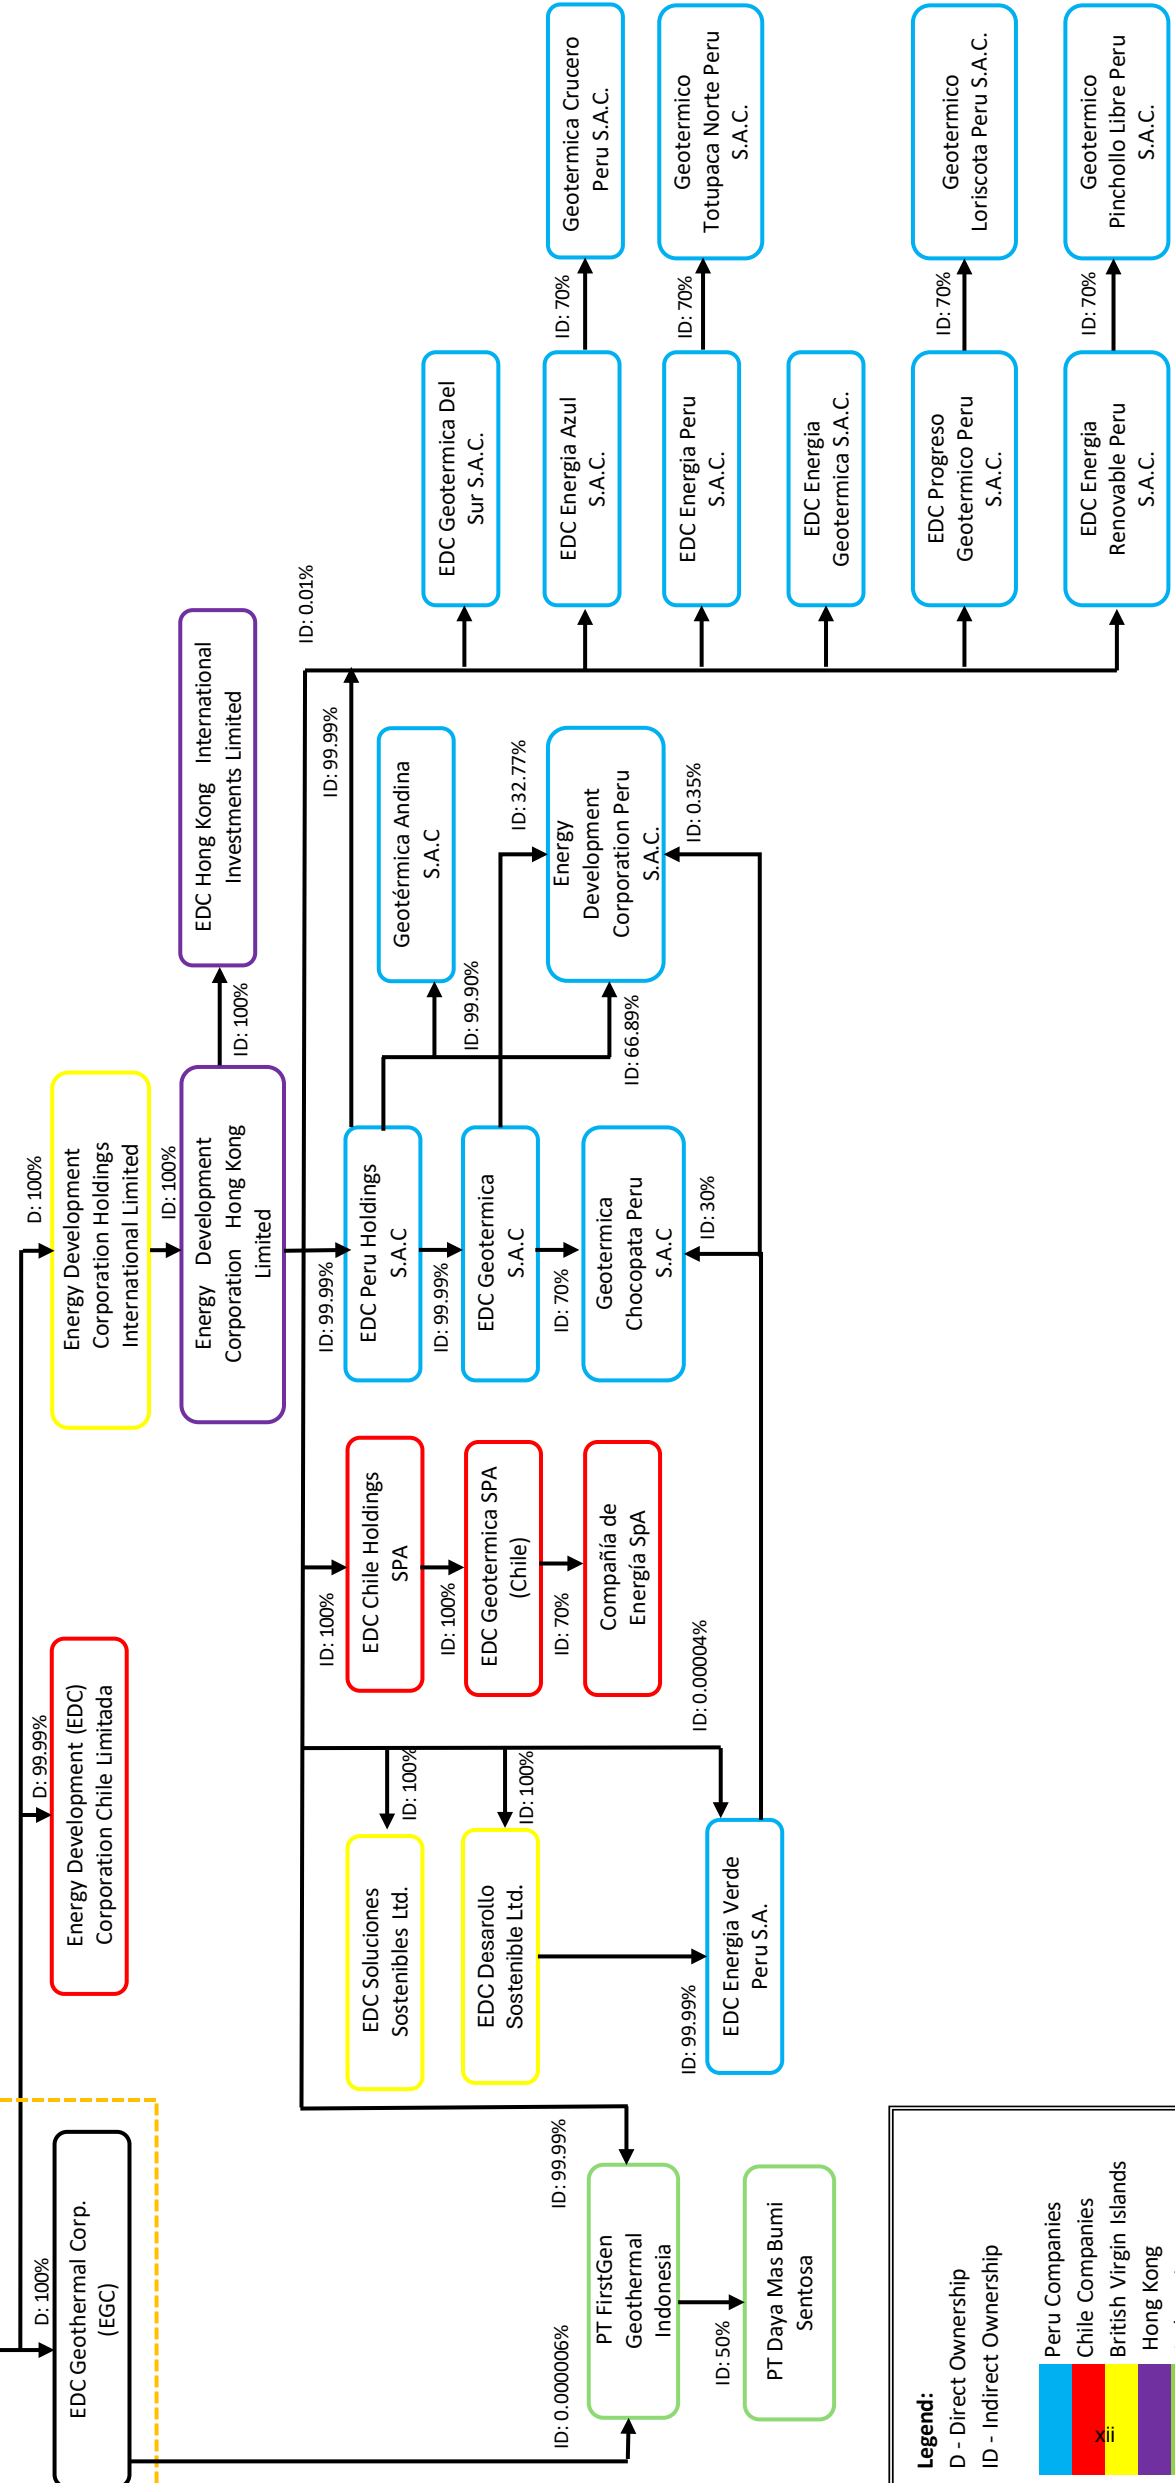 D: 100%
EDC Geothermal Corp.
(EGC)
D: 99.99%
Energy Development (EDC)
Corporation Chile Limitada
D: 100%
Energy Development
Corporation Holdings
International Limited
ID: 100%
Energy Development
Corporation Hong Kong
Limited
ID: 100%
EDC Hong Kong International
Investments Limited
ID: 0.000006%
ID: 99.99%
PT FirstGen
Geothermal
Indonesia
ID: 50%
PT Daya Mas Bumi
Sentosa
ID: 100%
EDC Soluciones
Sostenibles Ltd.
ID: 100%
EDC Desarollo
Sostenible Ltd.
ID: 99.99%
ID: 0.00004%
EDC Energia Verde
Peru S.A.
ID: 100%
EDC Chile Holdings
SPA
ID: 100%
EDC Geotermica SPA
(Chile)
ID: 70%
Compañía de
Energía SpA
ID: 99.99%
EDC Peru Holdings
S.A.C
ID: 99.99%
EDC Geotermica
S.A.C
ID: 70%
Geotermica
Chocopata Peru
S.A.C
ID: 30%
ID: 99.99%
ID: 0.01%
Geotérmica Andina
S.A.C
ID: 99.90%
ID: 32.77%
Energy
Development
Corporation Peru
S.A.C.
ID: 66.89%
ID: 0.35%
EDC Geotermica Del
Sur S.A.C.
EDC Energia Azul
S.A.C.
ID: 70%
Geotermica Crucero
Peru S.A.C.
EDC Energia Peru
S.A.C.
ID: 70%
Geotermico
Totupaca Norte Peru
S.A.C.
EDC Energia
Geotermica S.A.C.
EDC Progreso
Geotermico Peru
S.A.C.
ID: 70%
Geotermico
Loriscota Peru S.A.C.
EDC Energia
Renovable Peru
S.A.C.
ID: 70%
Geotermico
Pinchollo Libre Peru
S.A.C.
Legend:
D - Direct Ownership
ID - Indirect Ownership
Peru Companies
Chile Companies
British Virgin Islands
Hong Kong
xii